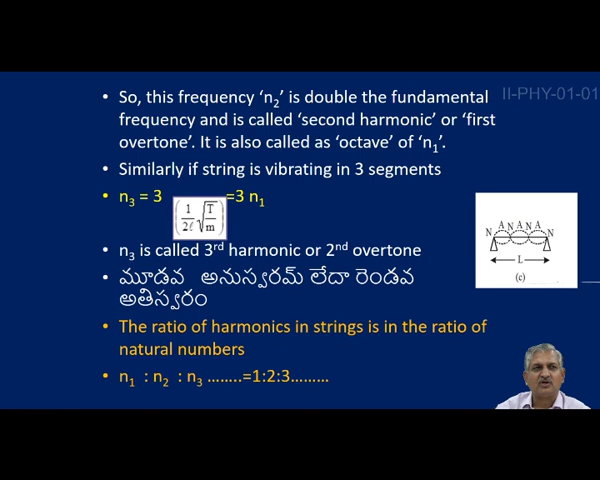 II-PHY-01-01
• So, this frequency ‘n₂’ is double the fundamental
frequency and is called ‘second harmonic’ or ‘first
overtone’. It is also called as ‘octave’ of ‘n₁’.
• Similarly if string is vibrating in 3 segments
• n₃ = 3 (1/2ℓ √T/m) =3 n₁
• n₃ is called 3ʳᵈ harmonic or 2ⁿᵈ overtone
• మూడవ అనుస్వరమ్ లేదా రెండవ
అతిస్వరం
• The ratio of harmonics in strings is in the ratio of
natural numbers
• n₁ : n₂ : n₃ ……..=1:2:3………
N A N A N A N
L
(c)